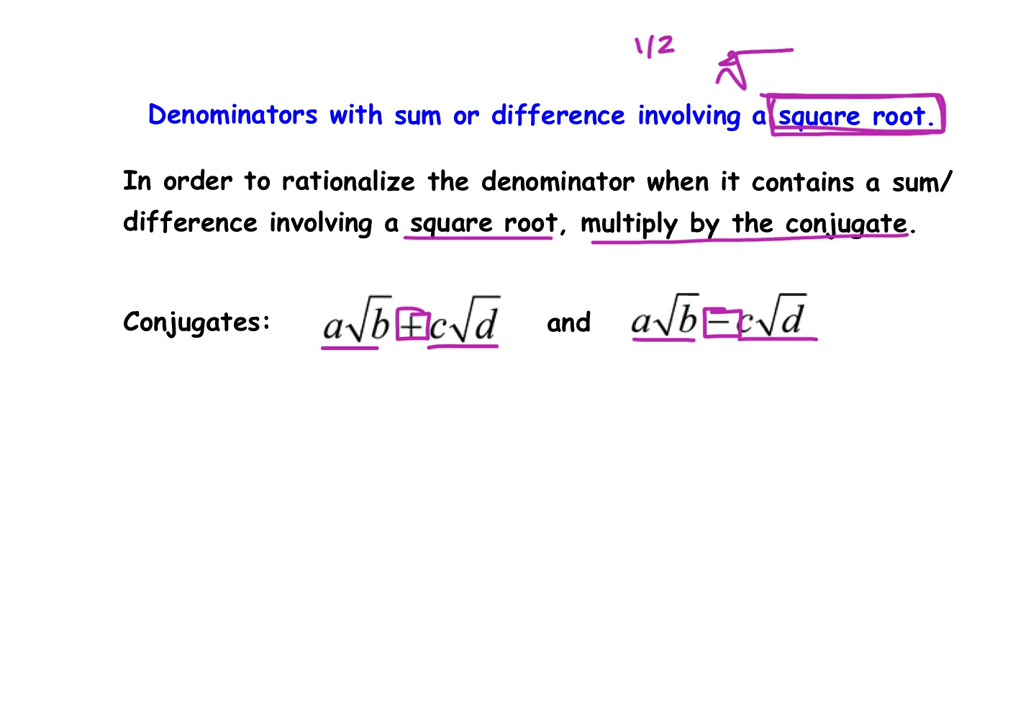 1/2 2√
Denominators with sum or difference involving a square root.
In order to rationalize the denominator when it contains a sum/
difference involving a square root, multiply by the conjugate.
Conjugates: a√b + c√d and a√b − c√d